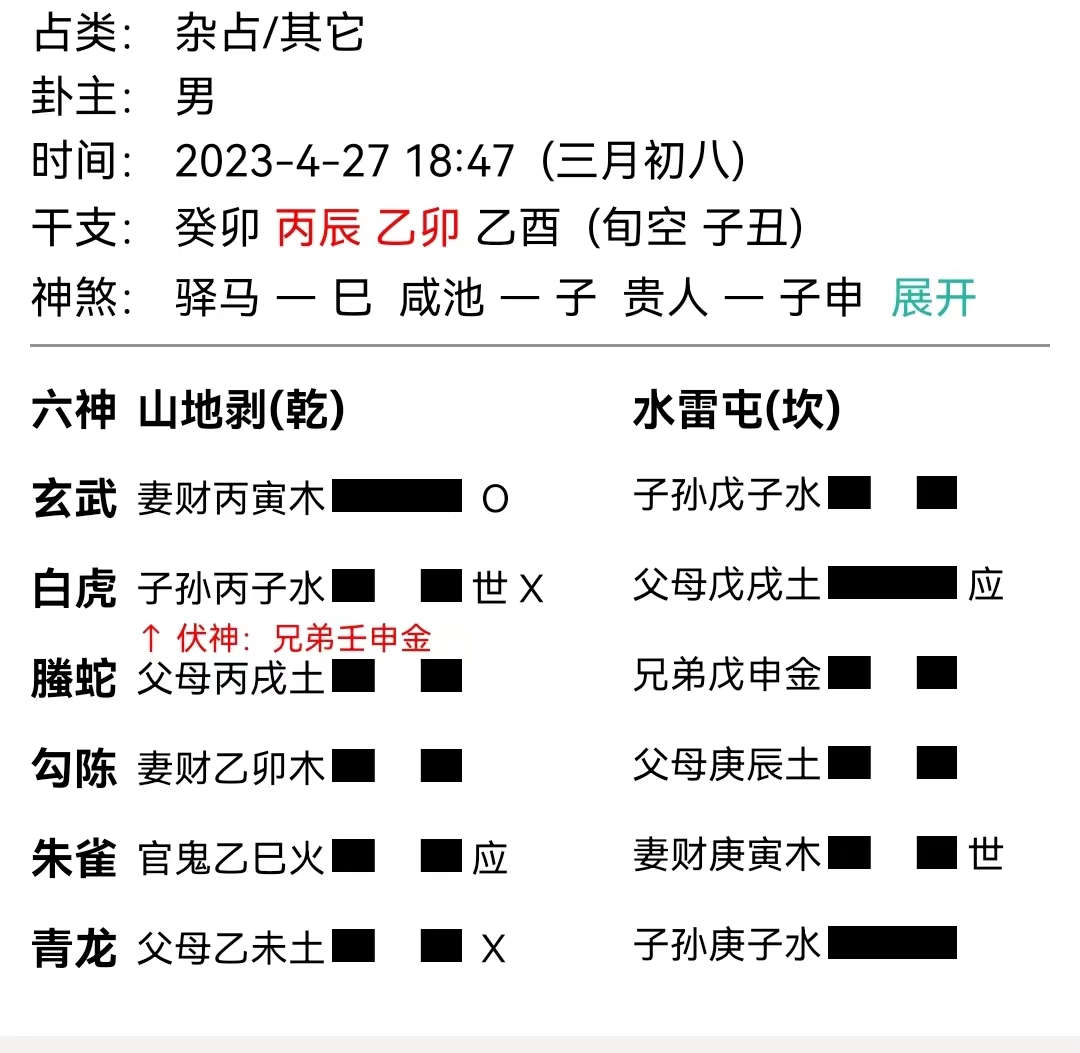 占类： 杂占/其它
卦主： 男
时间： 2023-4-27 18:47（三月初八）
干支： 癸卯 丙辰 乙卯 乙酉（旬空 子丑）
神煞： 驿马 — 巳 咸池 — 子 贵人 — 子申 展开
六神 山地剥(乾) 水雷屯(坎)
玄武 妻财丙寅木 O 子孙戊子水
白虎 子孙丙子水 世 X 父母戊戌土 应
↑ 伏神：兄弟壬申金
螣蛇 父母丙戌土 兄弟戊申金
勾陈 妻财乙卯木 父母庚辰土
朱雀 官鬼乙巳火 应 妻财庚寅木 世
青龙 父母乙未土 X 子孙庚子水